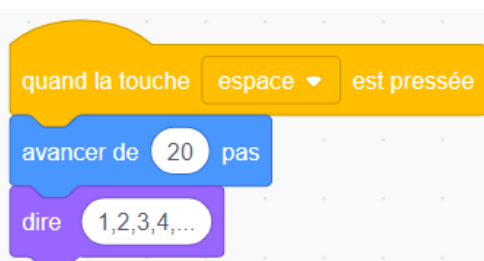 quand la touche espace est pressée
avancer de 20 pas
dire 1,2,3,4,...